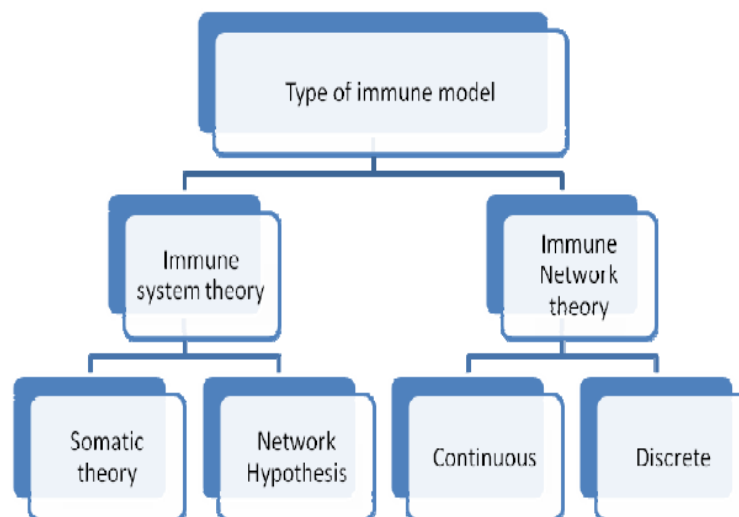 Type of immune model
Immune
system theory
Immune
Network
theory
Somatic
theory
Network
Hypothesis
Continuous
Discrete